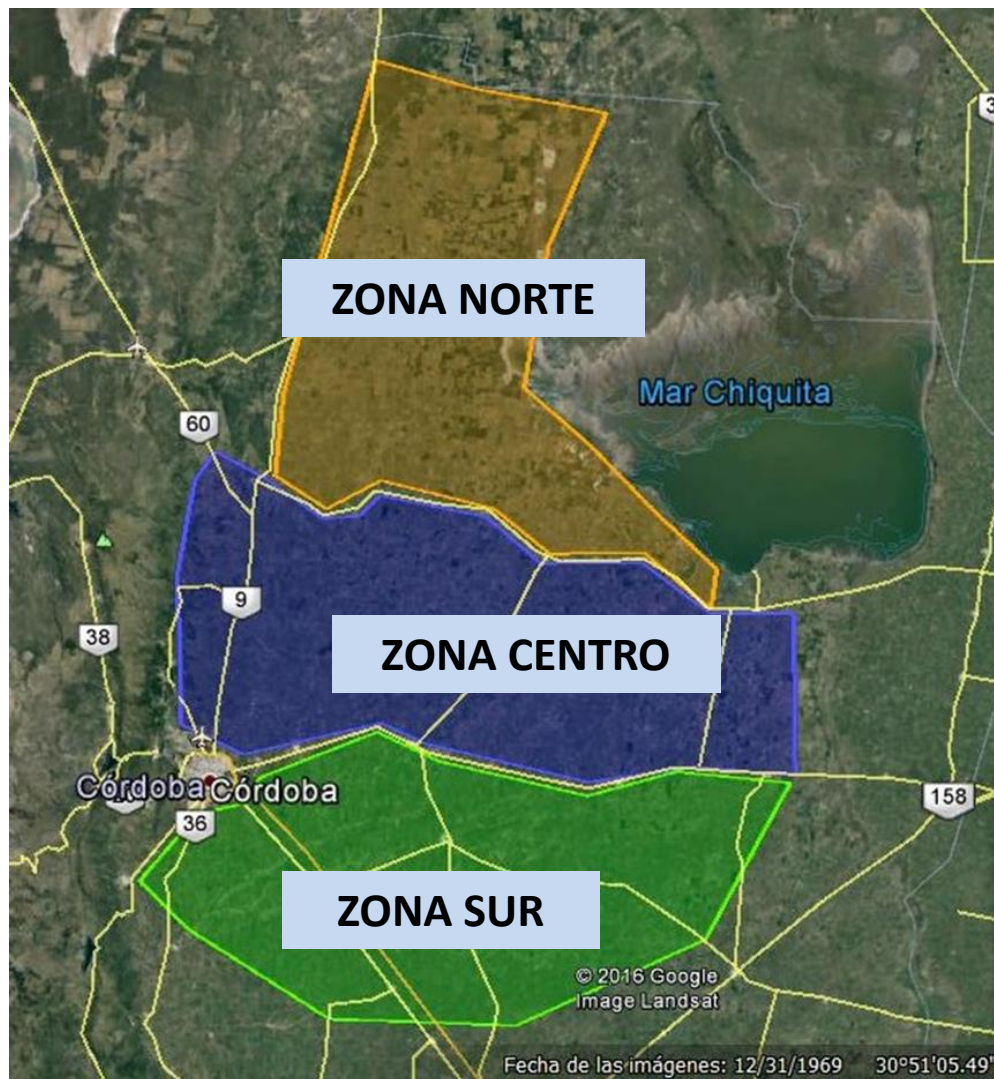 3
ZONA NORTE
Mar Chiquita
60
9
38
ZONA CENTRO
Córdoba Córdoba
158
36
ZONA SUR
© 2016 Google
Image Landsat
Fecha de las imágenes: 12/31/1969 30°51'05.49"